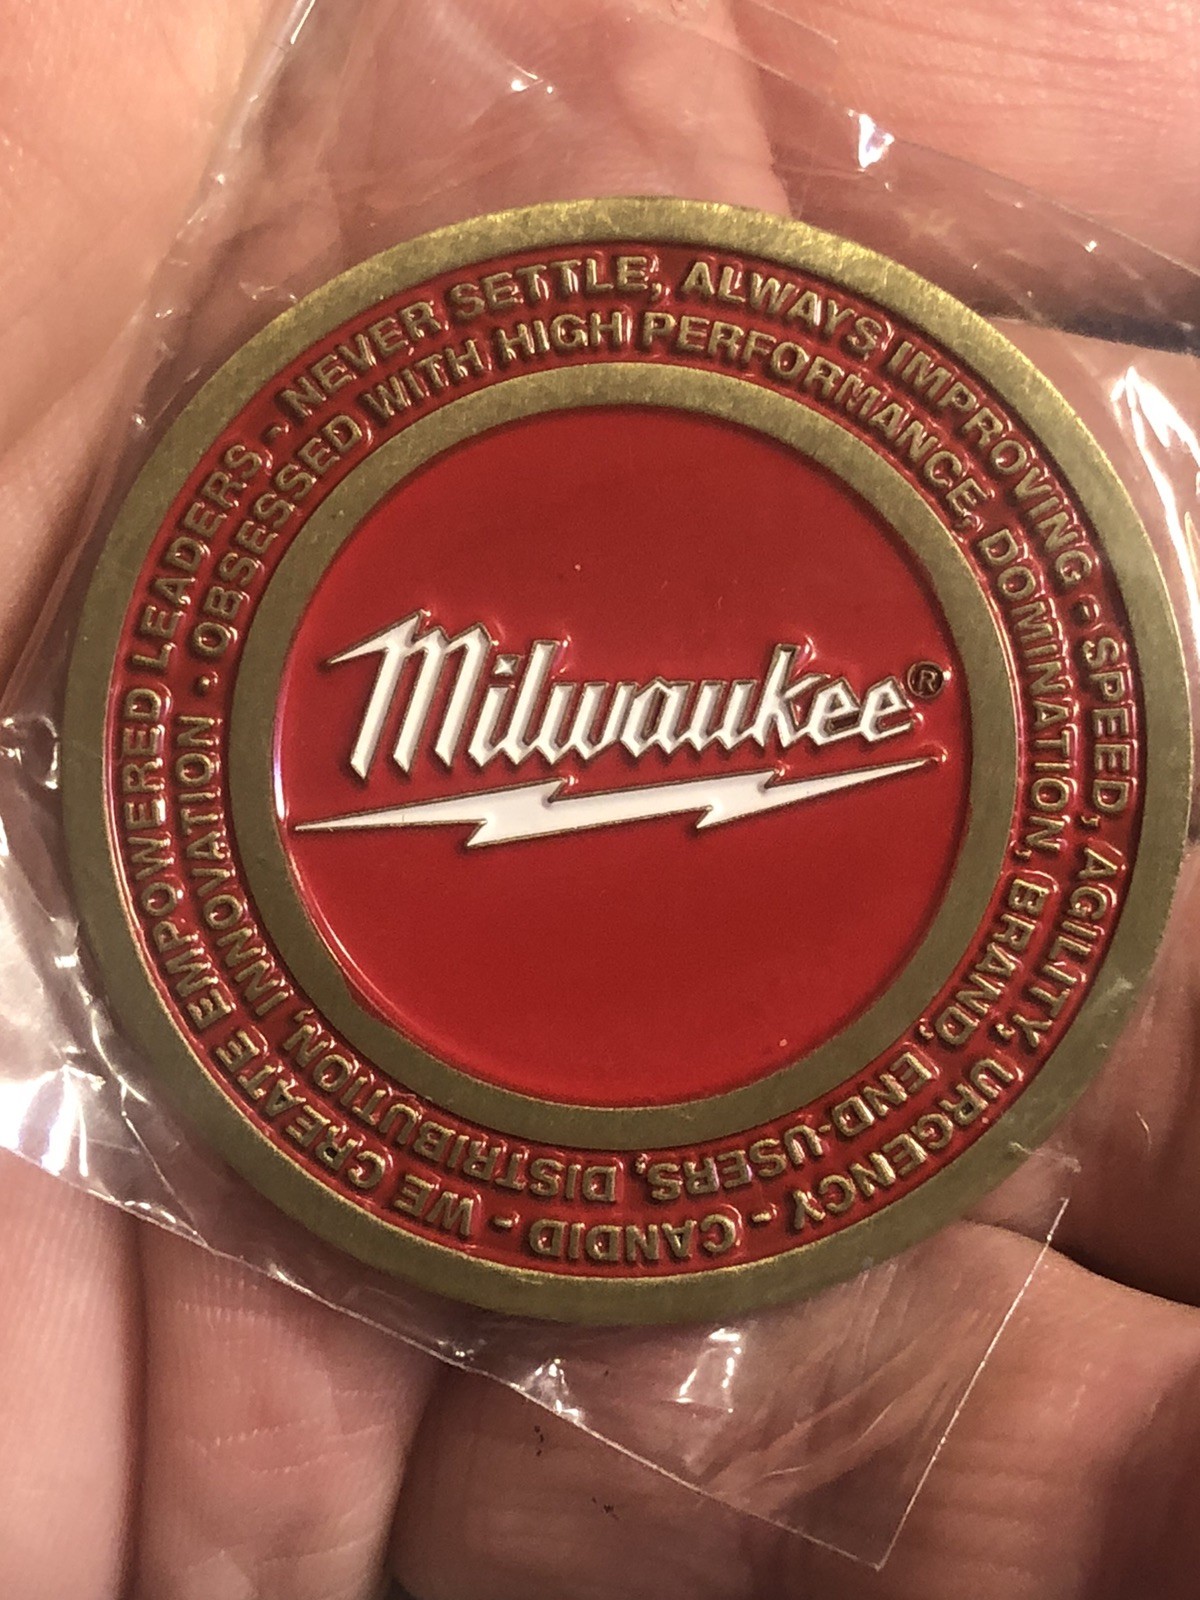 NEVER SETTLE, ALWAYS IMPROVING - SPEED, AGILITY, URGENCY - CANDID - WE CREATE EMPOWERED LEADERS -
OBSESSED WITH HIGH PERFORMANCE, DOMINATION, BRAND, END-USERS, DISTRIBUTION, INNOVATION •
Milwaukee®